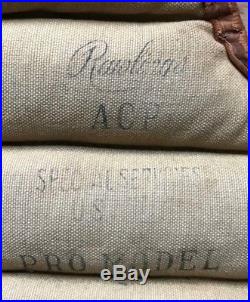 Rawlings
ACP
SPECIAL SERVICES
U S
PRO MODEL